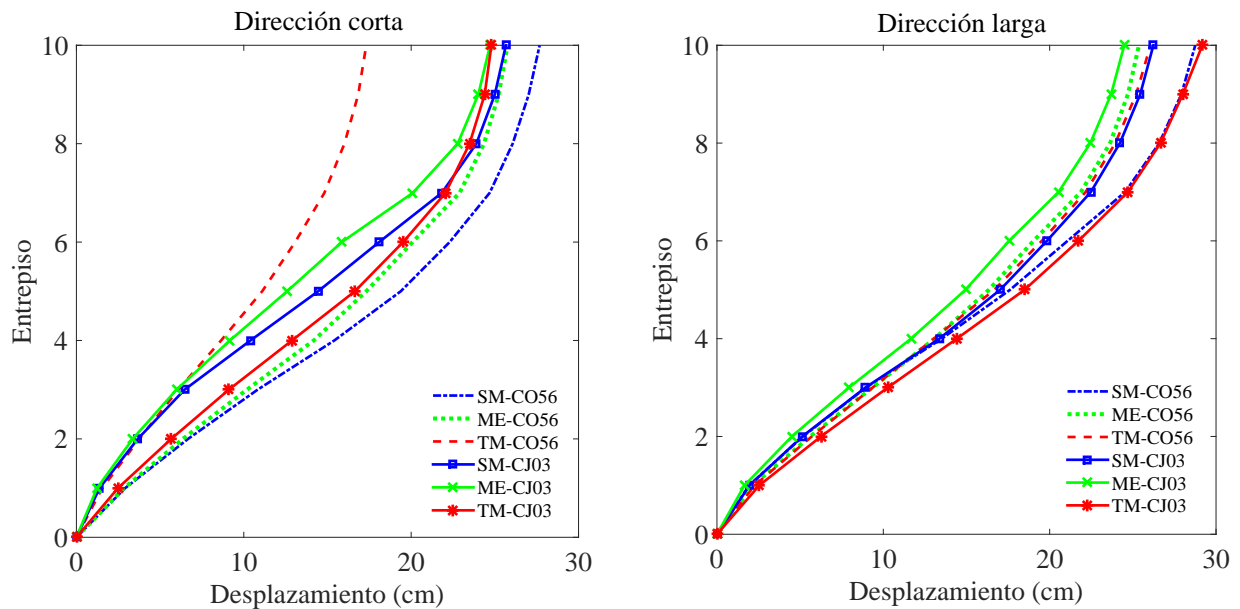 Dirección corta
10
8
6
4
2
0
Entrepiso
SM-CO56
ME-CO56
TM-CO56
SM-CJ03
ME-CJ03
TM-CJ03
0 10 20 30
Desplazamiento (cm)
Dirección larga
10
8
6
4
2
0
Entrepiso
SM-CO56
ME-CO56
TM-CO56
SM-CJ03
ME-CJ03
TM-CJ03
0 10 20 30
Desplazamiento (cm)